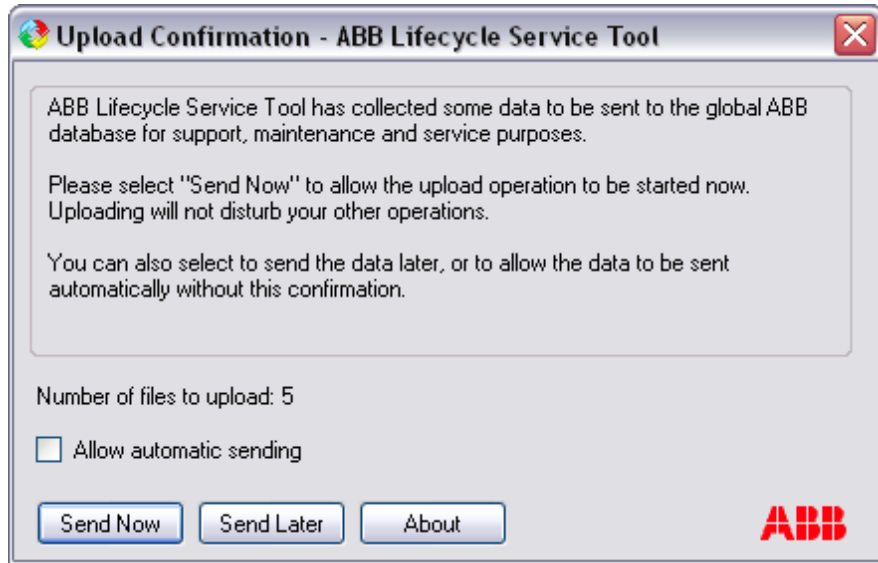 Upload Confirmation - ABB Lifecycle Service Tool
ABB Lifecycle Service Tool has collected some data to be sent to the global ABB
database for support, maintenance and service purposes.
Please select "Send Now" to allow the upload operation to be started now.
Uploading will not disturb your other operations.
You can also select to send the data later, or to allow the data to be sent
automatically without this confirmation.
Number of files to upload: 5
Allow automatic sending
Send Now Send Later About ABB